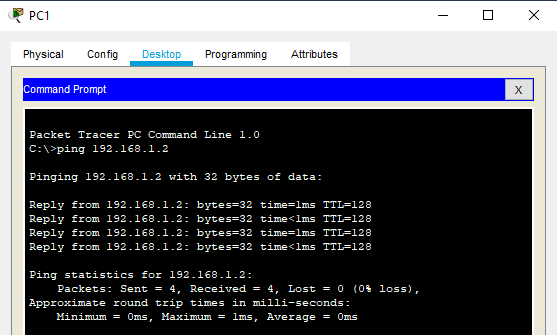 PC1
Physical Config Desktop Programming Attributes
Command Prompt X
Packet Tracer PC Command Line 1.0
C:\>ping 192.168.1.2
Pinging 192.168.1.2 with 32 bytes of data:
Reply from 192.168.1.2: bytes=32 time=1ms TTL=128
Reply from 192.168.1.2: bytes=32 time<1ms TTL=128
Reply from 192.168.1.2: bytes=32 time=1ms TTL=128
Reply from 192.168.1.2: bytes=32 time<1ms TTL=128
Ping statistics for 192.168.1.2:
Packets: Sent = 4, Received = 4, Lost = 0 (0% loss),
Approximate round trip times in milli-seconds:
Minimum = 0ms, Maximum = 1ms, Average = 0ms